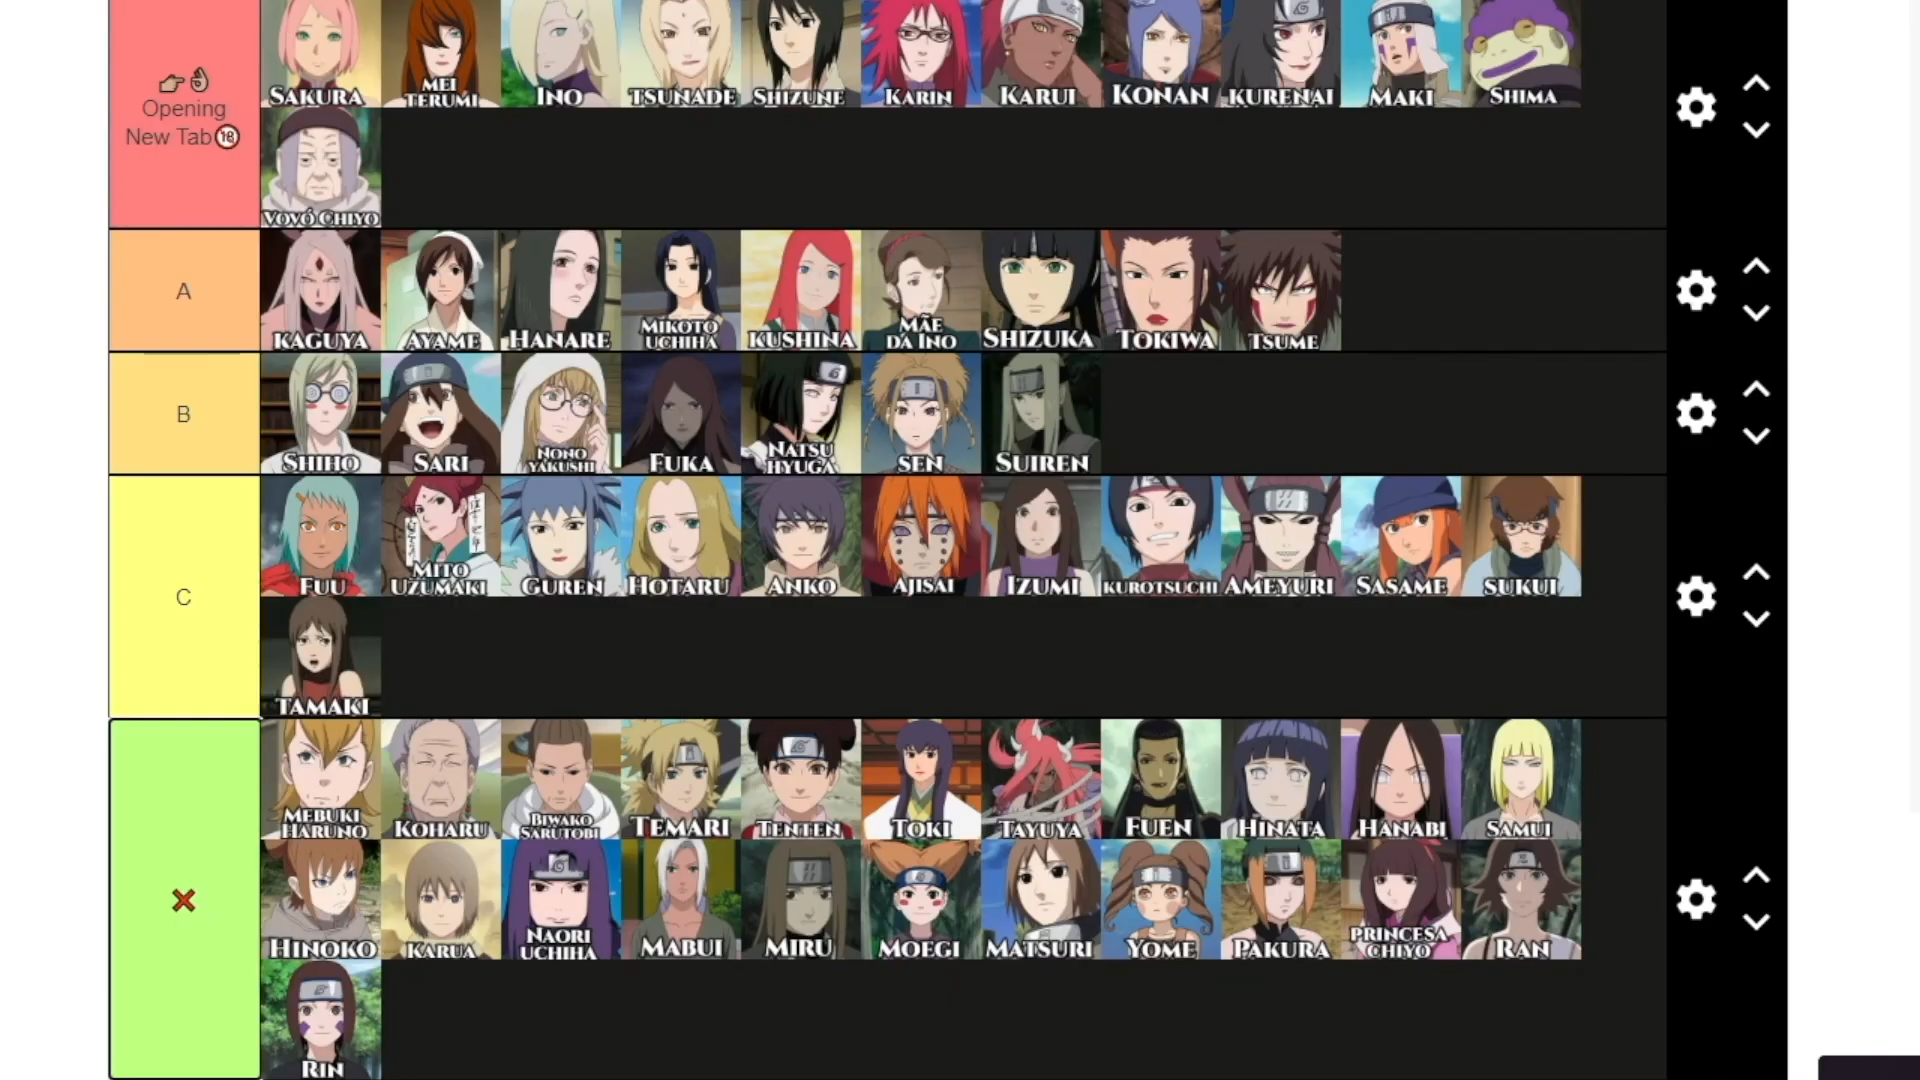 👉👌
Opening
New Tab🔞
SAKURA
MEI
TERUMI
INO
TSUNADE
SHIZUNE
KARIN
KARUI
KONAN
KURENAI
MAKI
SHIMA
VOVÓ CHIYO
A
KAGUYA
AYAME
HANARE
MIKOTO
UCHIHA
KUSHINA
MÃE
DA INO
SHIZUKA
TOKIWA
TSUME
B
SHIHO
SARI
NONO
YAKUSHI
FUKA
NATSU
HYUGA
SEN
SUIREN
C
FUU
MITO
UZUMAKI
GUREN
HOTARU
ANKO
AJISAI
IZUMI
KUROTSUCHI
AMEYURI
SASAME
SUKUI
TAMAKI
❌
MEBUKI
HARUNO
KOHARU
BIWAKO
SARUTOBI
TEMARI
TENTEN
TOKI
TAYUYA
FUEN
HINATA
HANABI
SAMUI
HINOKO
KARUA
NAORI
UCHIHA
MABUI
MIRU
MOEGI
MATSURI
YOME
PAKURA
PRINCESA
CHIYO
RAN
RIN